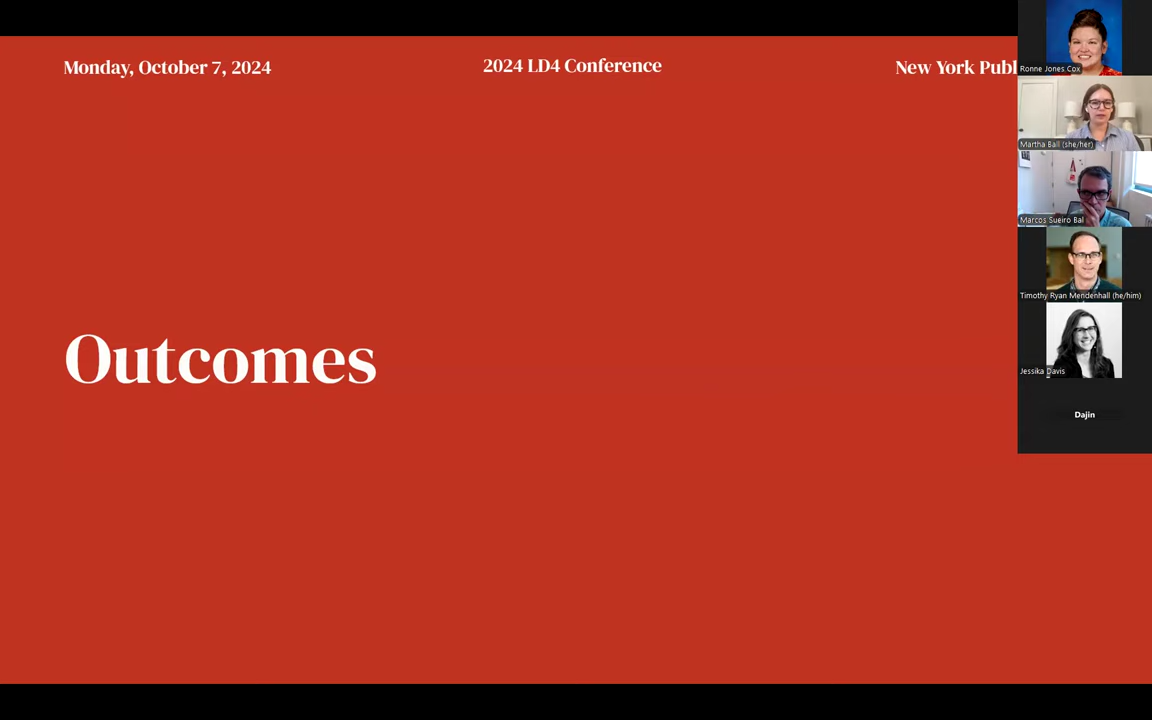 Monday, October 7, 2024
2024 LD4 Conference
New York Publ
Outcomes
Ronne Jones Cox
Martha Ball (she/her)
Marcos Sueiro Bal
Timothy Ryan Mendenhall (he/him)
Jessika Davis
Dajin